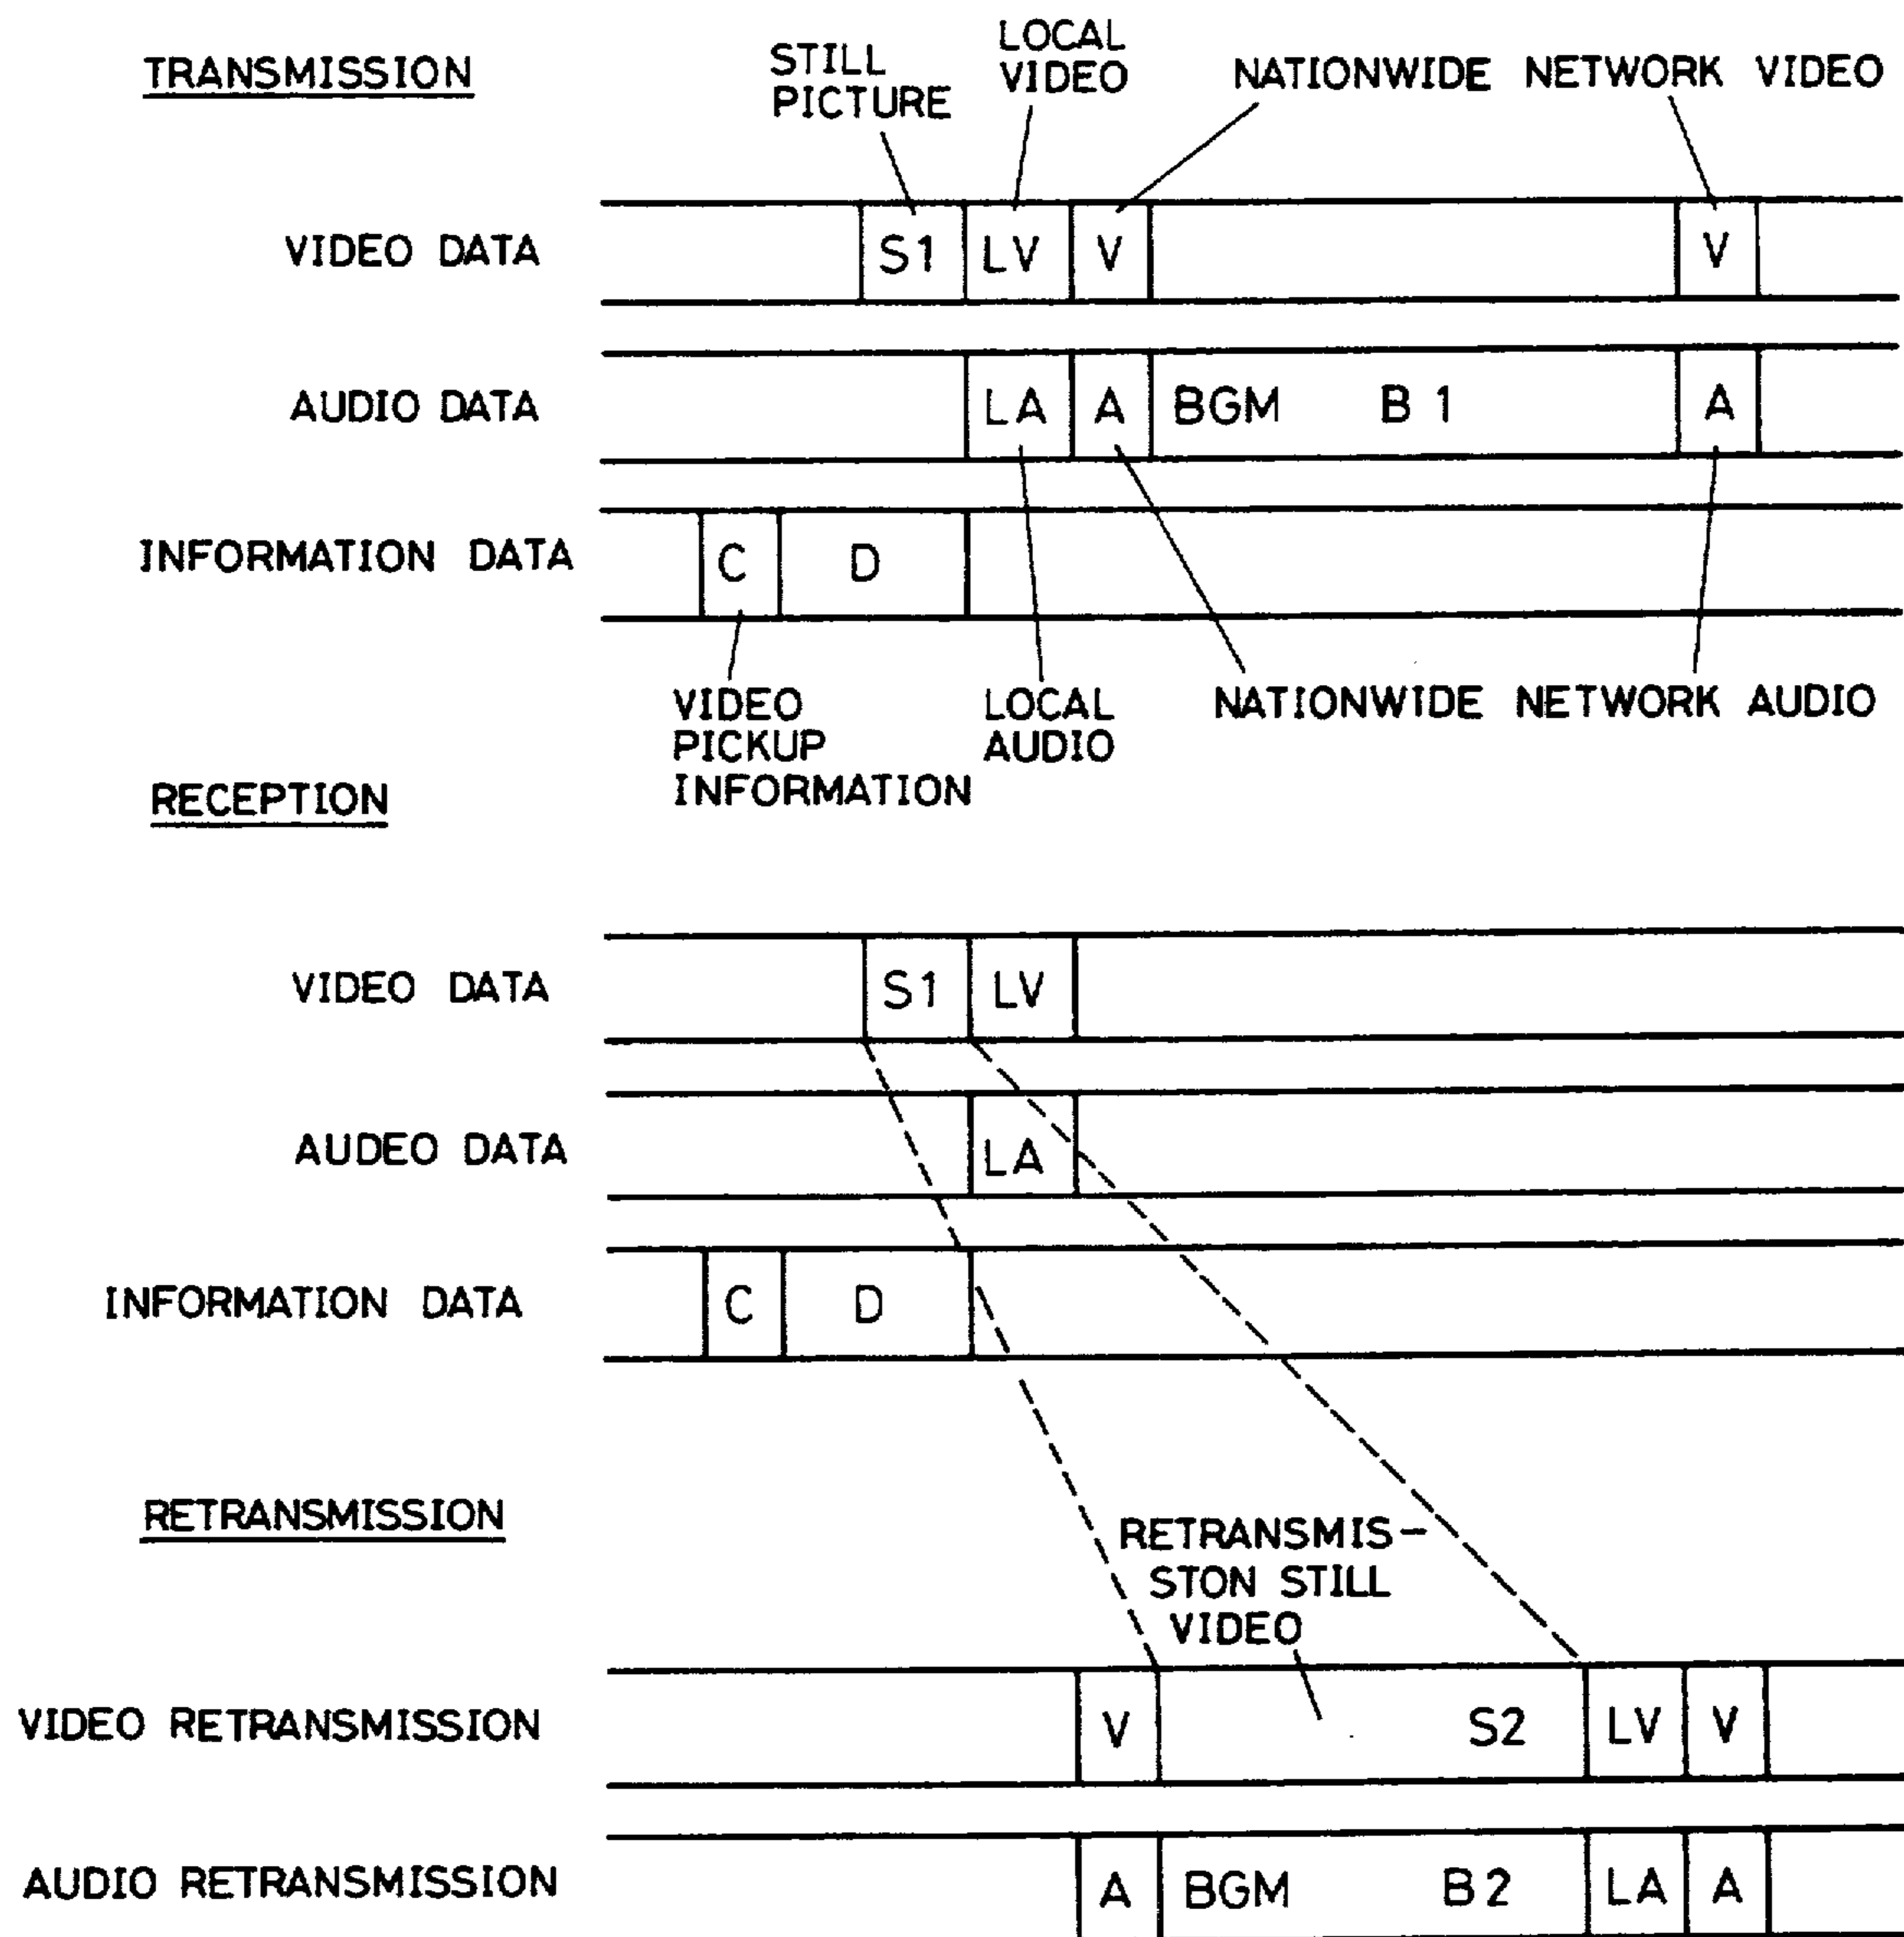 TRANSMISSION
STILL
PICTURE
LOCAL
VIDEO
NATIONWIDE NETWORK VIDEO
VIDEO DATA
S1 LV V V
AUDIO DATA
LA A BGM B1 A
INFORMATION DATA
C D
VIDEO
PICKUP
INFORMATION
LOCAL
AUDIO
NATIONWIDE NETWORK AUDIO
RECEPTION
VIDEO DATA
S1 LV
AUDEO DATA
LA
INFORMATION DATA
C D
RETRANSMISSION
RETRANSMIS-
STON STILL
VIDEO
VIDEO RETRANSMISSION
V S2 LV V
AUDIO RETRANSMISSION
A BGM B2 LA A